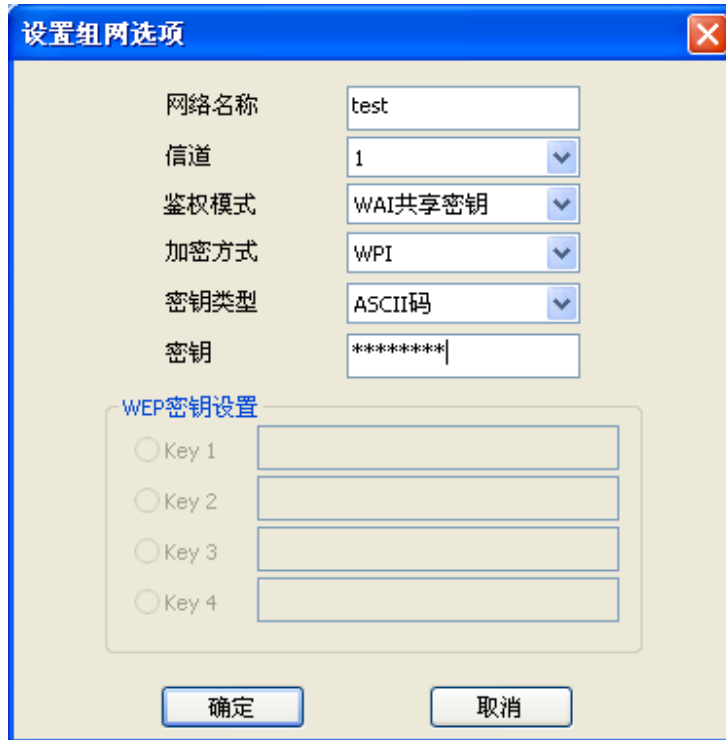 设置组网选项
网络名称 test
信道 1
鉴权模式 WAI共享密钥
加密方式 WPI
密钥类型 ASCII码
密钥 ********
WEP密钥设置
Key 1
Key 2
Key 3
Key 4
确定 取消